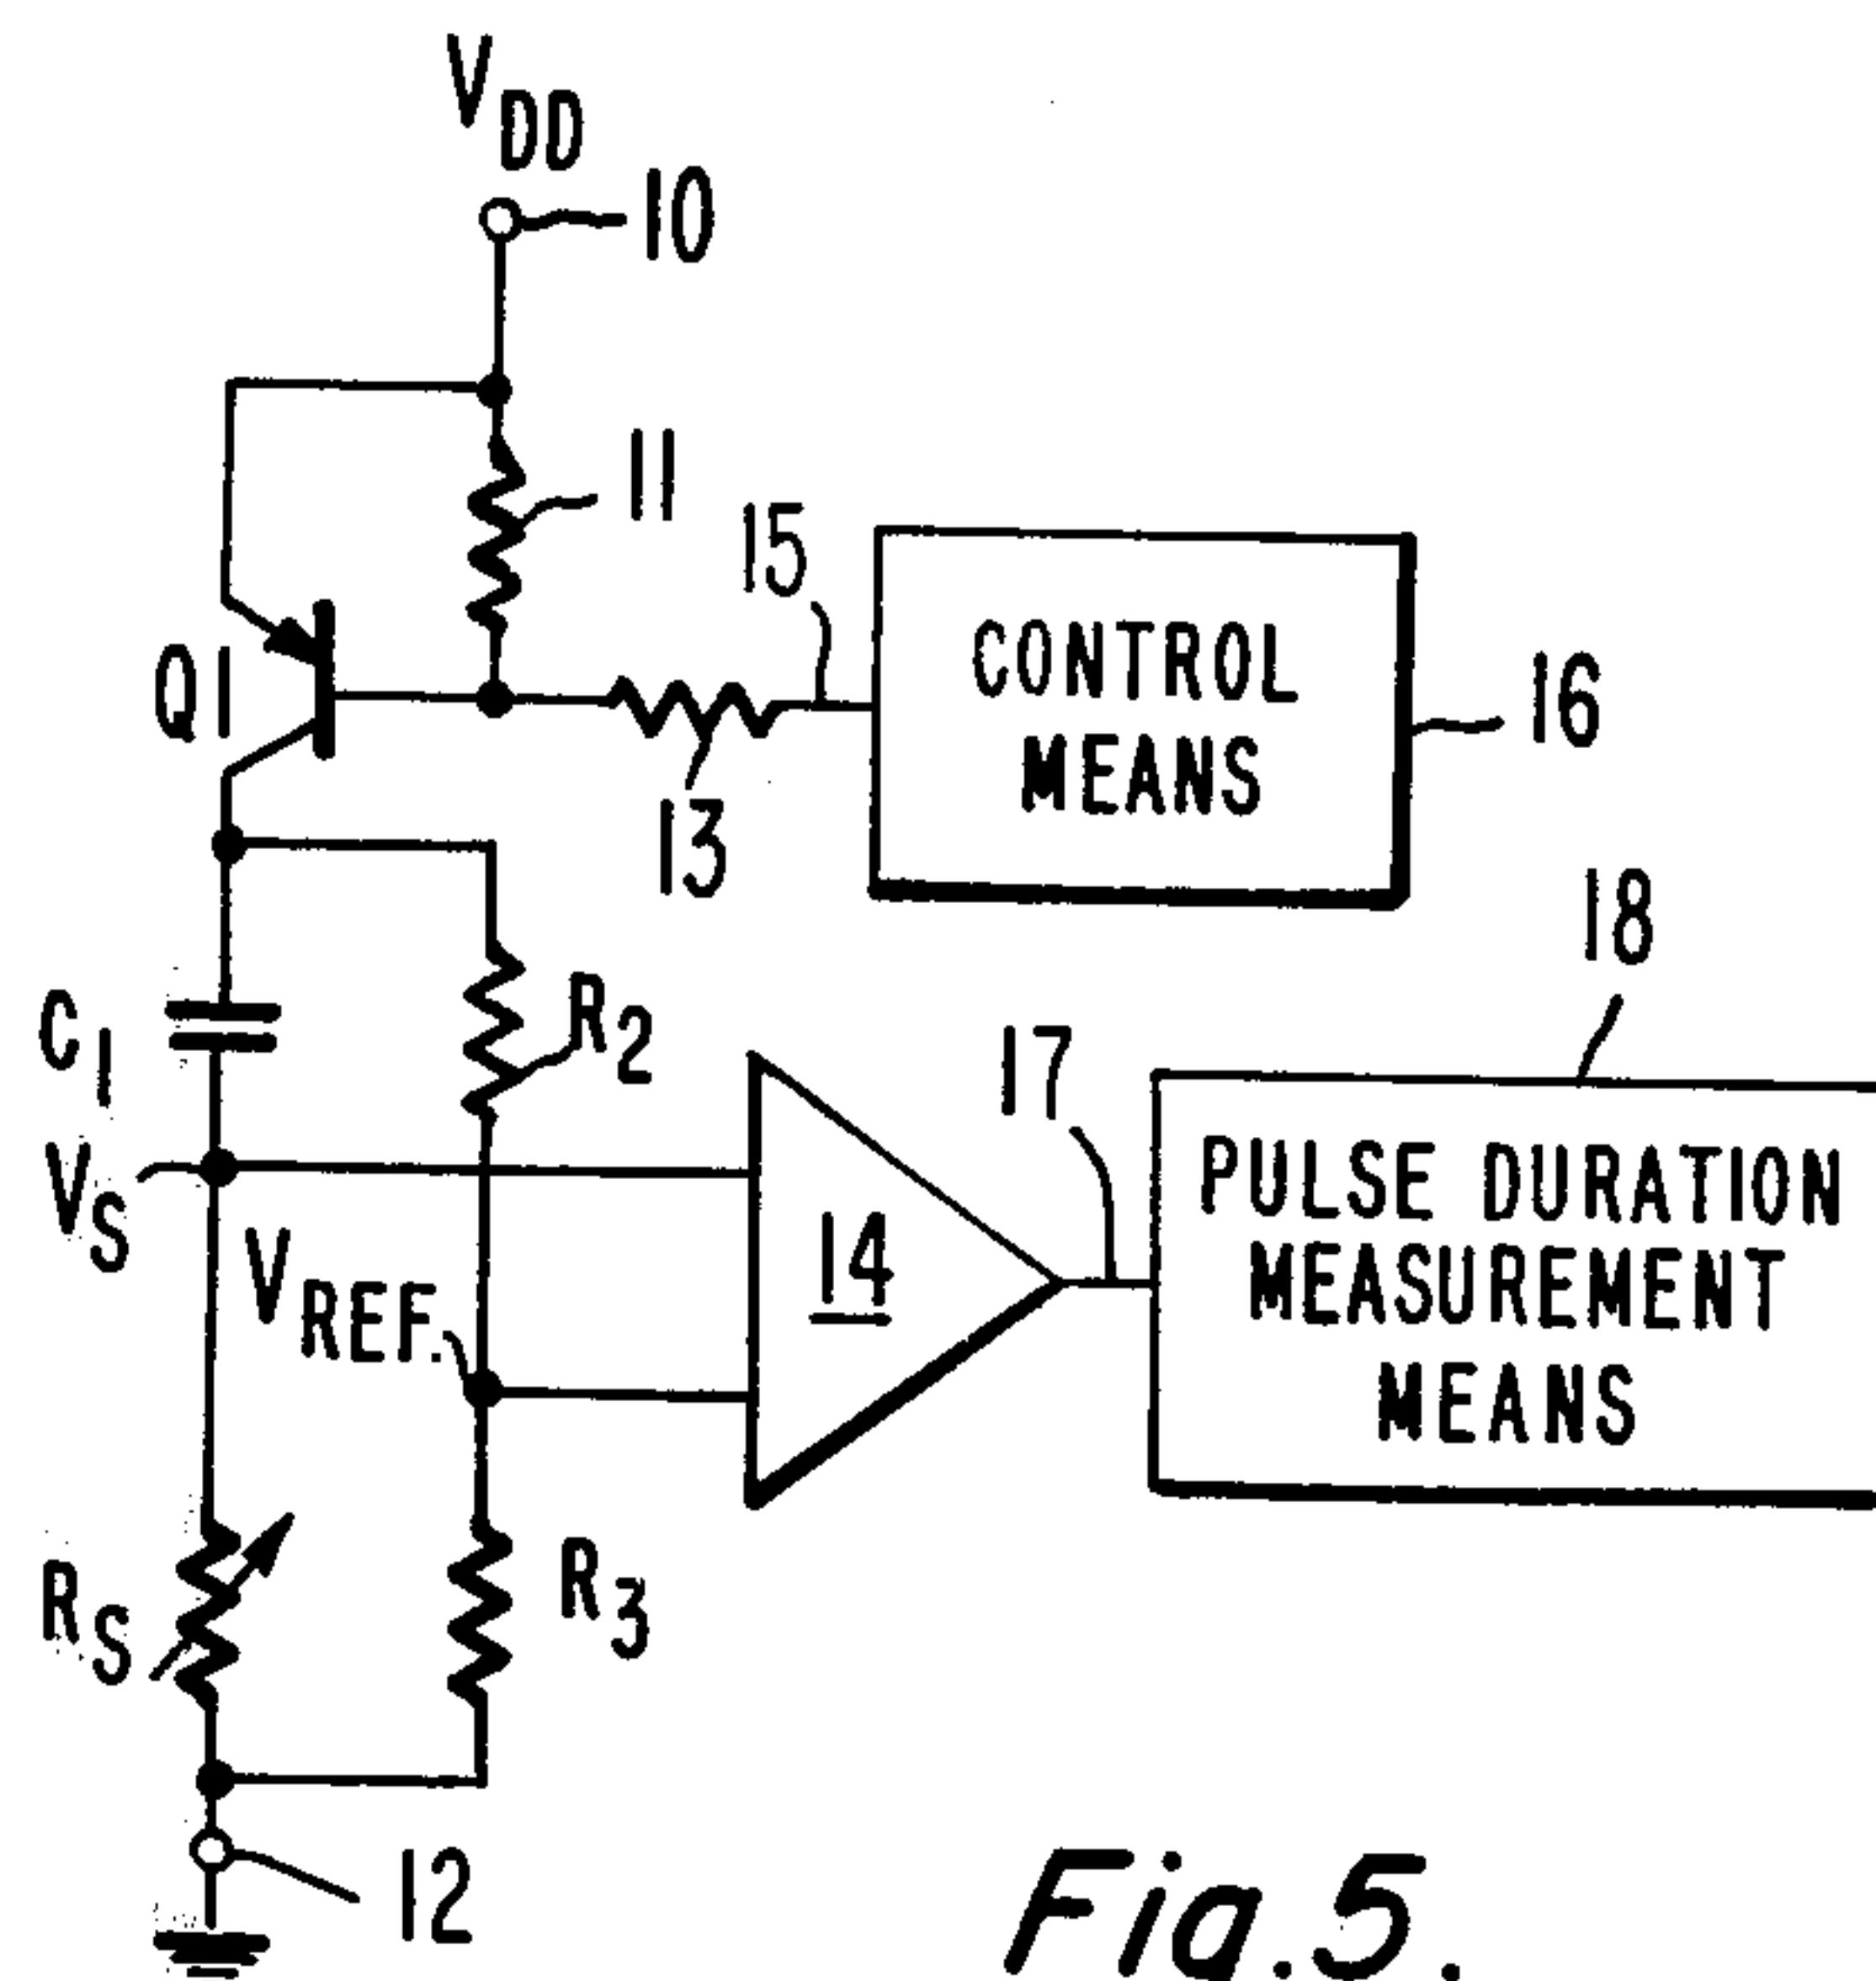 VDD
10
11
15
CONTROL
MEANS
16
Q1
13
18
C1
R2
17
PULSE DURATION
MEASUREMENT
MEANS
VS
VREF.
14
RS
R3
12
Fig.5.